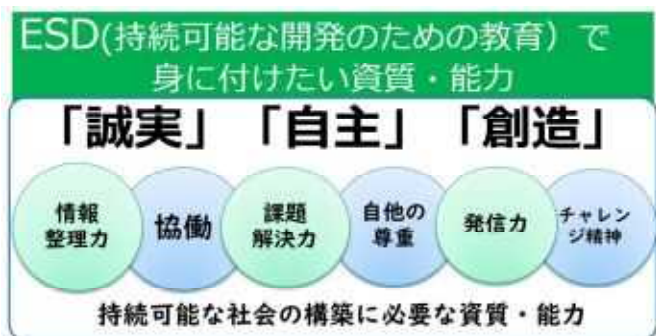 ESD(持続可能な開発のための教育）で
身に付けたい資質・能力
「誠実」「自主」「創造」
情報
整理力
協働
課題
解決力
自他の
尊重
発信力
チャレン
ジ精神
持続可能な社会の構築に必要な資質・能力